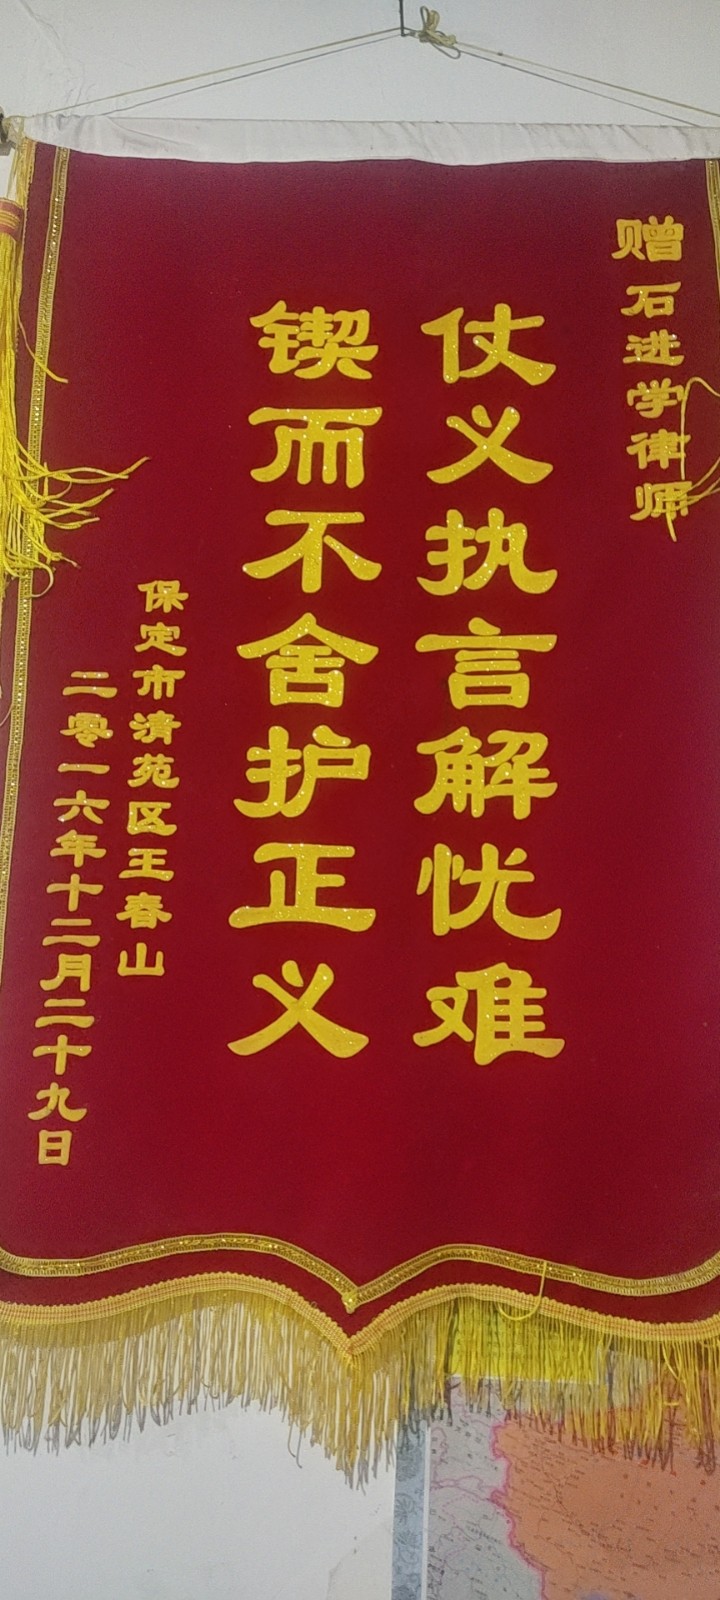 赠石进学律师
仗义执言解忧难
锲而不舍护正义
保定市清苑区王春山
二零一六年十二月二十九日